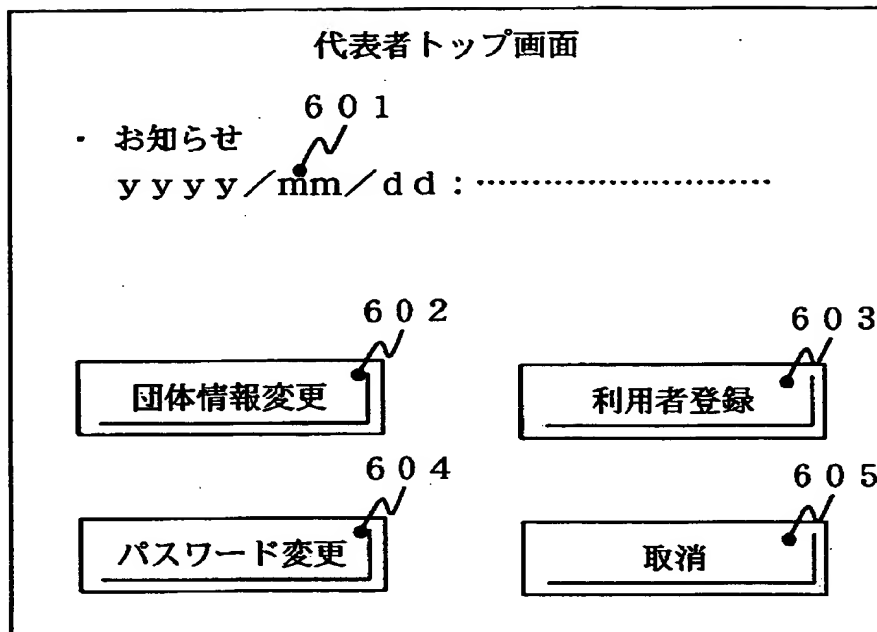 代表者トップ画面
601
・ お知らせ
yyyy/mm/dd:…………………………
602
603
団体情報変更
利用者登録
604
605
パスワード変更
取消